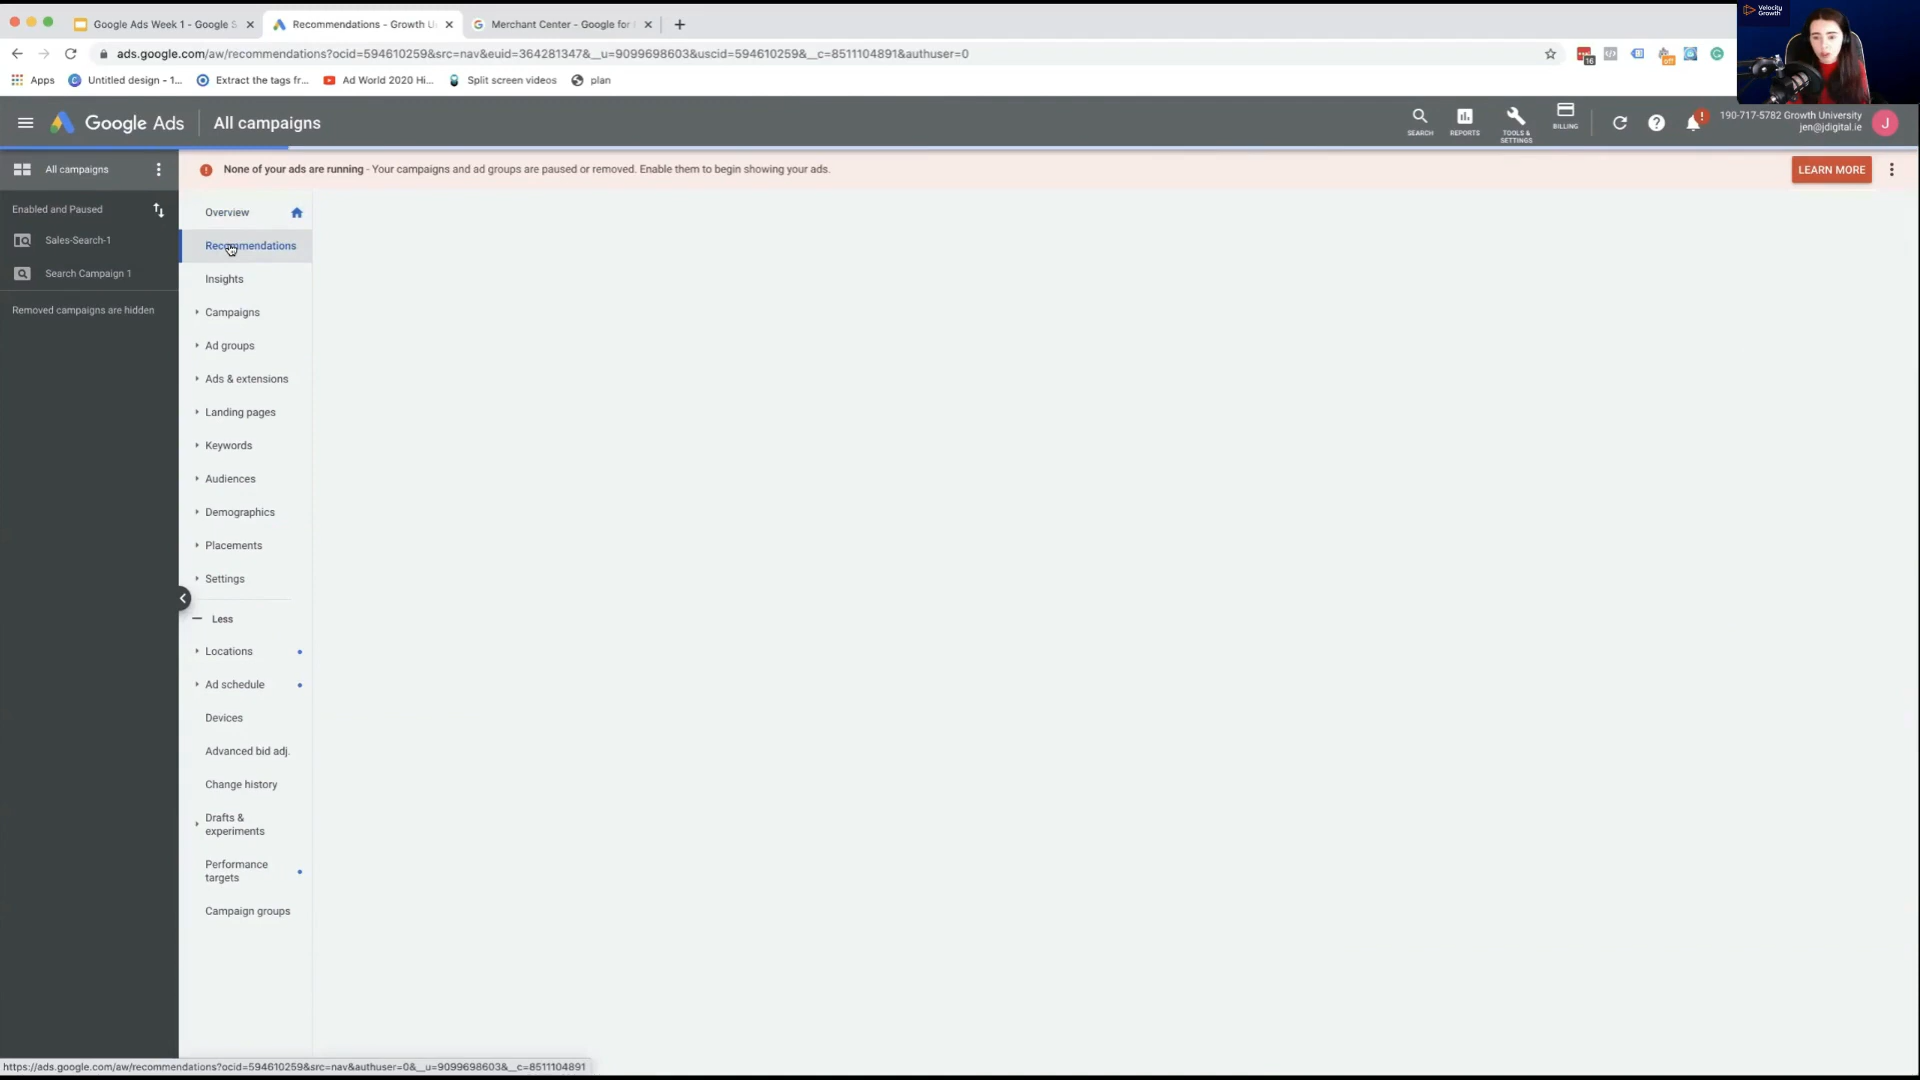 Google Ads Week 1 - Google S
Recommendations - Growth U
Merchant Center - Google for
Velocity
Growth
ads.google.com/aw/recommendations?ocid=594610259&src=nav&euid=364281347&__u=9099698603&uscid=594610259&__c=8511104891&authuser=0
16
off
Apps
Untitled design - 1...
Extract the tags fr...
Ad World 2020 Hi...
Split screen videos
plan
Google Ads
All campaigns
SEARCH
REPORTS
TOOLS &
SETTINGS
BILLING
190-717-5782 Growth University
jen@jdigital.ie
J
All campaigns
None of your ads are running - Your campaigns and ad groups are paused or removed. Enable them to begin showing your ads.
LEARN MORE
Enabled and Paused
Sales-Search-1
Search Campaign 1
Removed campaigns are hidden
Overview
Recommendations
Insights
Campaigns
Ad groups
Ads & extensions
Landing pages
Keywords
Audiences
Demographics
Placements
Settings
Less
Locations
Ad schedule
Devices
Advanced bid adj.
Change history
Drafts &
experiments
Performance
targets
Campaign groups
https://ads.google.com/aw/recommendations?ocid=594610259&src=nav&authuser=0&__u=9099698603&__c=8511104891